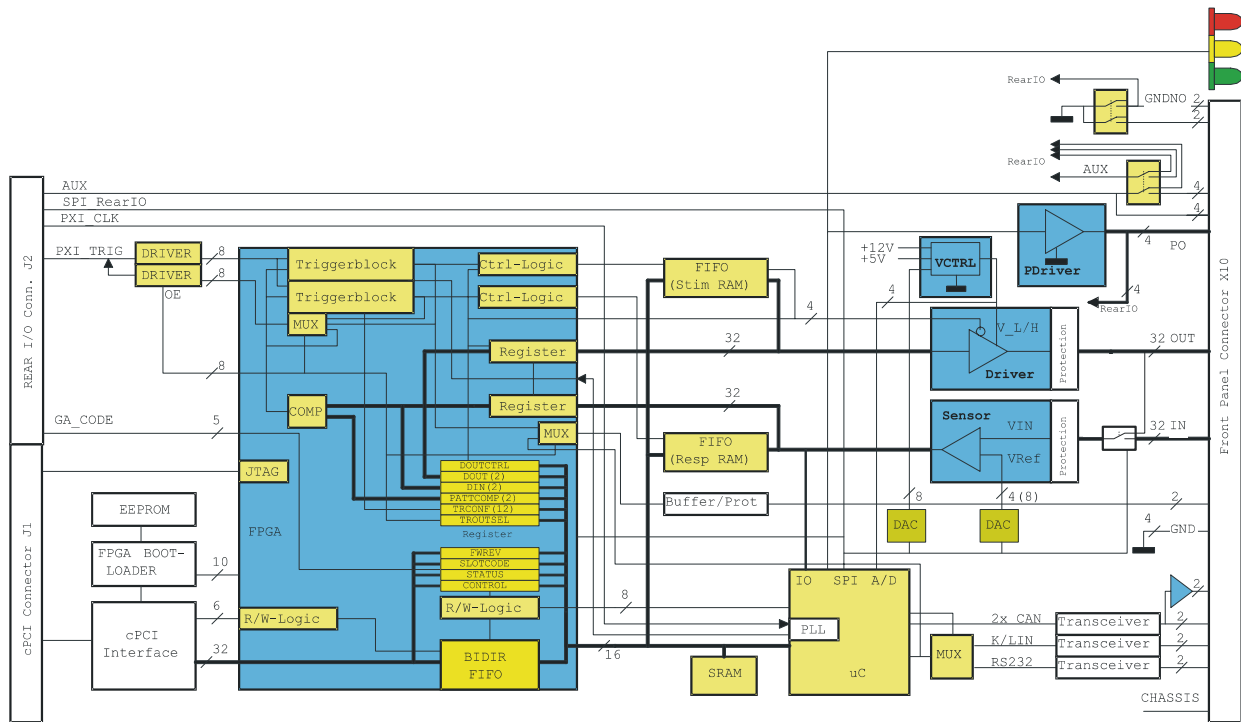 RearIO
GNDNO
2
2
RearIO
AUX
4
4
AUX
SPI_RearIO
PXI_CLK
PXI_TRIG
DRIVER
8
DRIVER
8
OE
8
REAR I/O Conn. J2
GA_CODE
5
cPCI Connector J1
JTAG
EEPROM
FPGA BOOT-
LOADER
10
cPCI
Interface
6
32
FPGA
Triggerblock
Triggerblock
MUX
COMP
Ctrl-Logic
Ctrl-Logic
Register
Register
MUX
DOUTCTRL
DOUT(2)
DIN(2)
PATTCOMP(2)
TRCONF(12)
TROUTSEL
Register
FWREV
SLOTCODE
STATUS
CONTROL
R/W-Logic
R/W-Logic
BIDIR
FIFO
FIFO
(Stim RAM)
32
32
FIFO
(Resp RAM)
Buffer/Prot
8
16
SRAM
4
4
+12V
+5V
VCTRL
PDriver
4
PO
4
RearIO
V_L/H
Driver
Protection
32 OUT
Sensor
VIN
VRef
Protection
32 IN
8
4(8)
DAC
DAC
2
4
GND
IO
SPI
A/D
PLL
uC
MUX
2x CAN
K/LIN
RS232
Transceiver
Transceiver
Transceiver
2
2
2
2
CHASSIS
Front Panel Connector X10